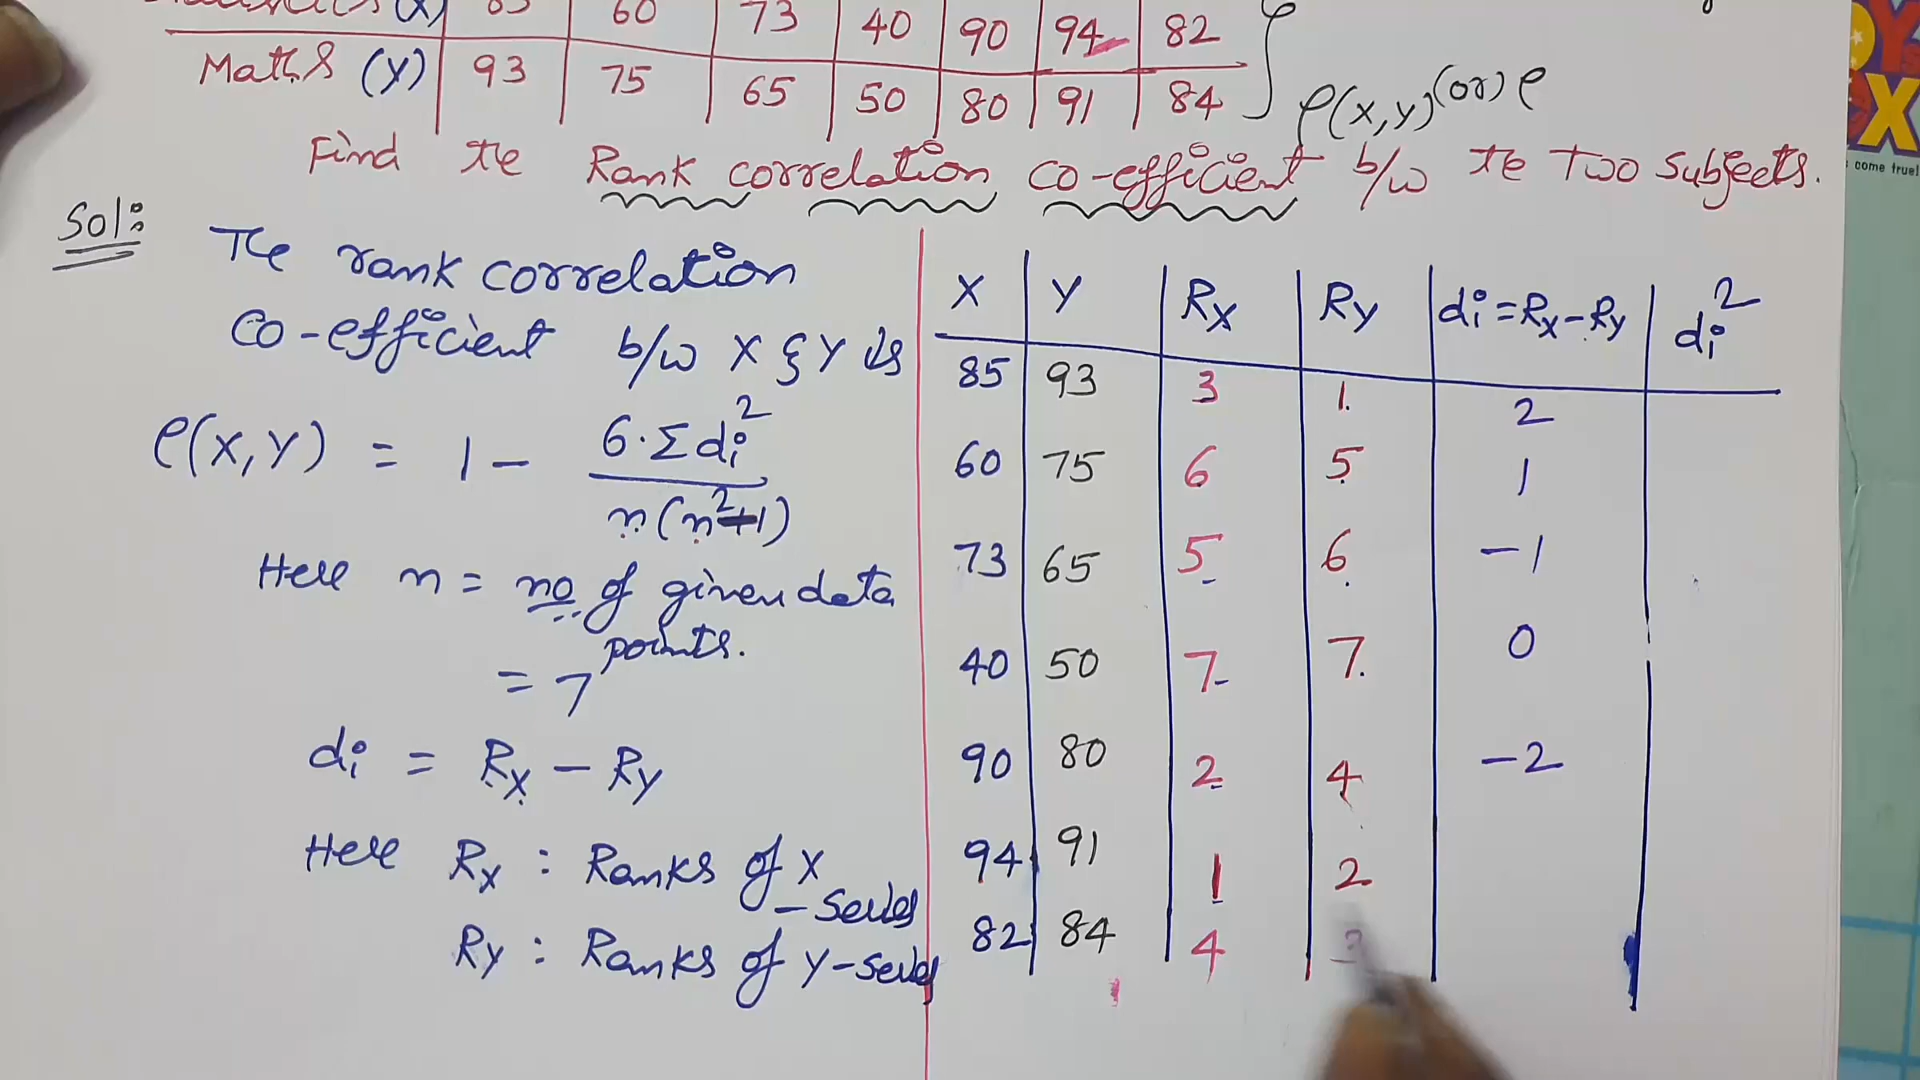 (X) 85 60 73 40 90 94 82
Maths (Y) 93 75 65 50 80 91 84
ρ(X,Y) (or) ρ
Find the Rank correlation co-efficient b/w the Two Subjects.
Sol:
The rank correlation
co-efficient b/w X & Y is
ρ(X,Y) = 1 - 6·Σdi² / n(n²-1)
Here n = no of given data
points.
= 7
di = Rx - Ry
Here Rx : Ranks of X
- Series
Ry : Ranks of Y-Series
X Y Rx Ry di=Rx-Ry di²
85 93 3 1 2
60 75 6 5 1
73 65 5 6 -1
40 50 7 7 0
90 80 2 4 -2
94 91 1 2
82 84 4 3
come true!